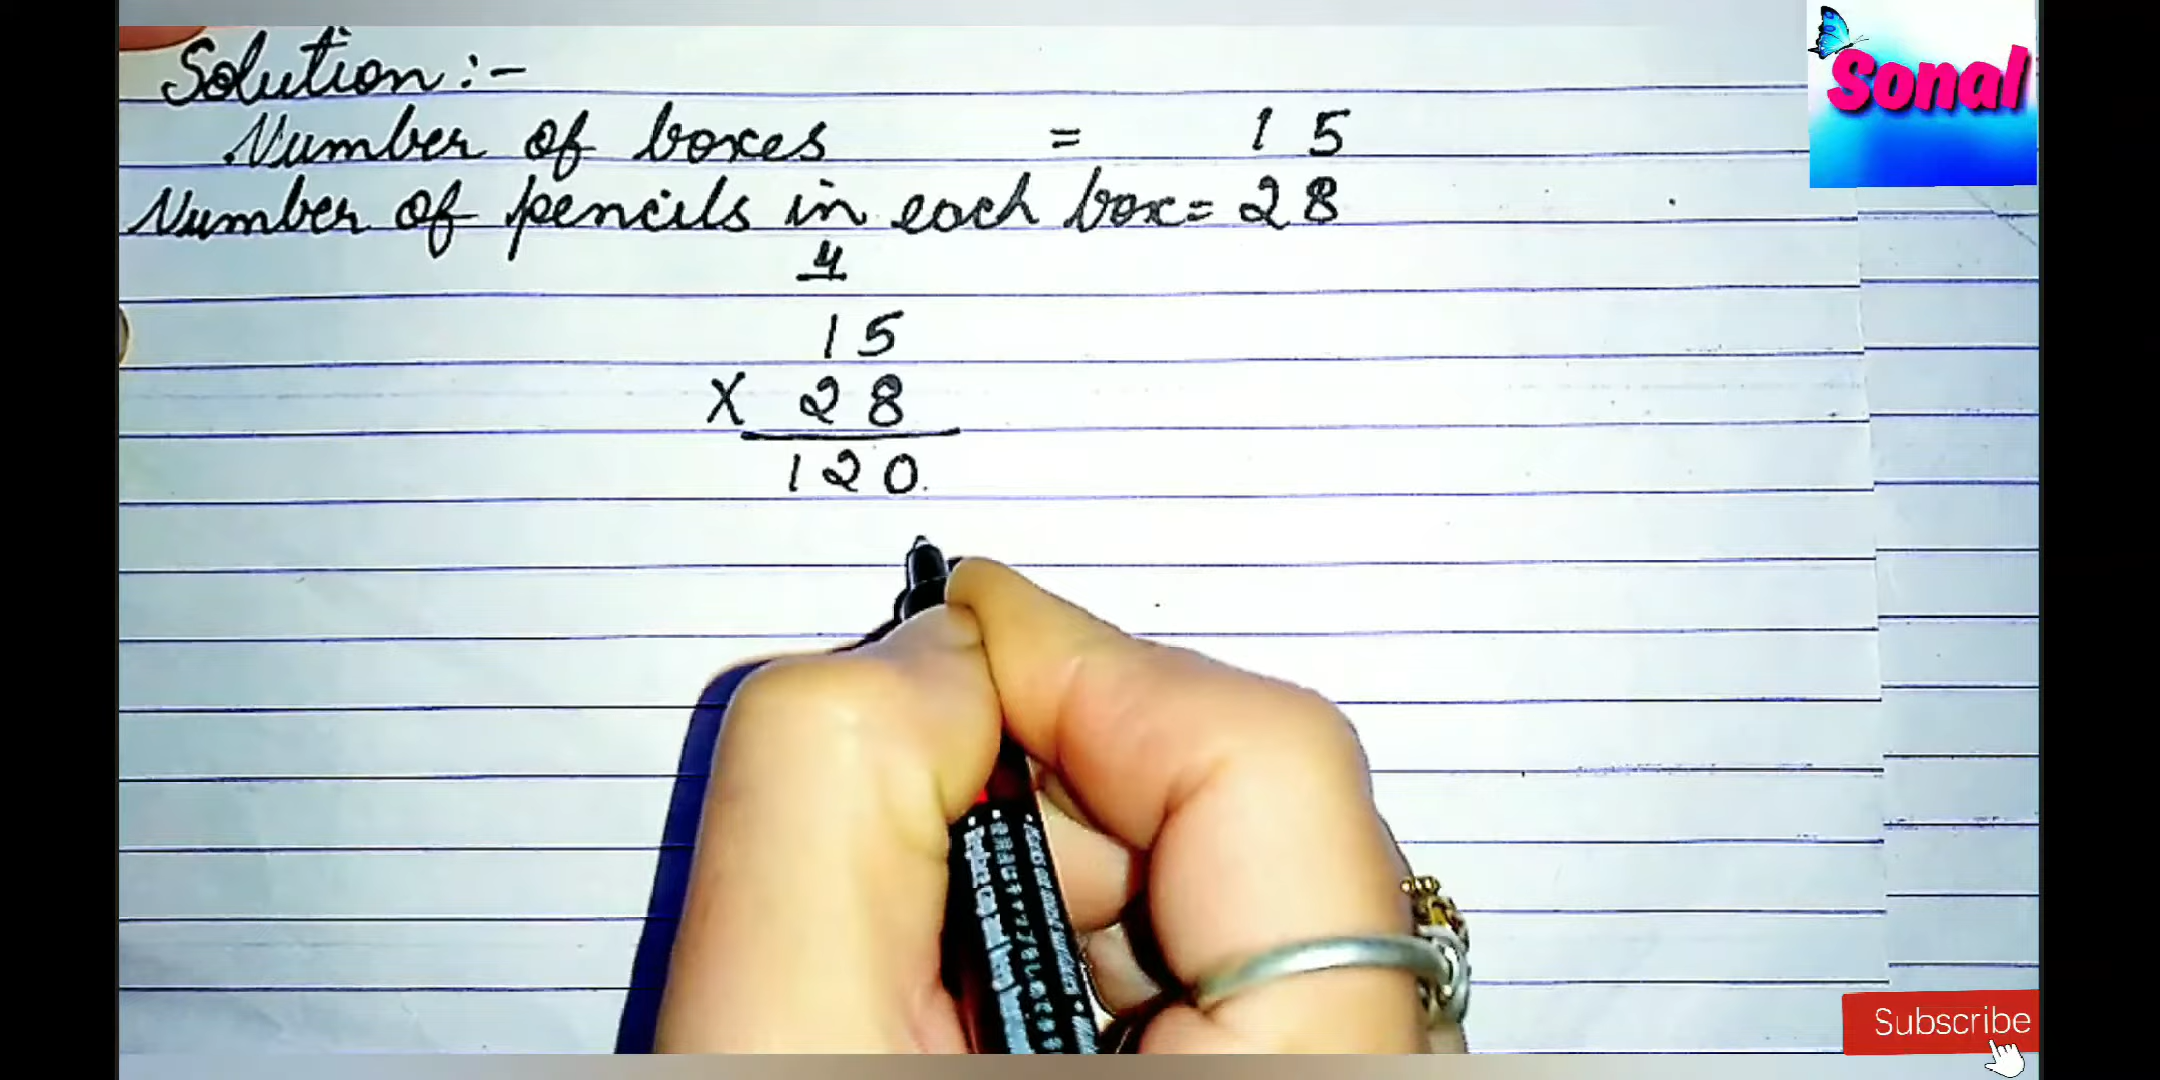 Solution:-
Sonal
Number of boxes = 15
Number of pencils in each box = 28
4
15
X 28
120
Subscribe